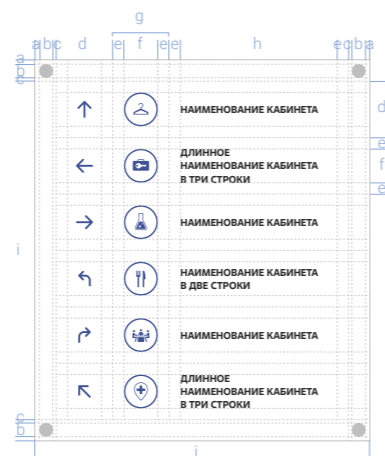 g
a b c d e f e e h e c b a
a
b
c
НАИМЕНОВАНИЕ КАБИНЕТА
d
ДЛИННОЕ
НАИМЕНОВАНИЕ КАБИНЕТА
В ТРИ СТРОКИ
e
f
e
НАИМЕНОВАНИЕ КАБИНЕТА
i
НАИМЕНОВАНИЕ КАБИНЕТА
В ДВЕ СТРОКИ
НАИМЕНОВАНИЕ КАБИНЕТА
ДЛИННОЕ
НАИМЕНОВАНИЕ КАБИНЕТА
В ТРИ СТРОКИ
c
b